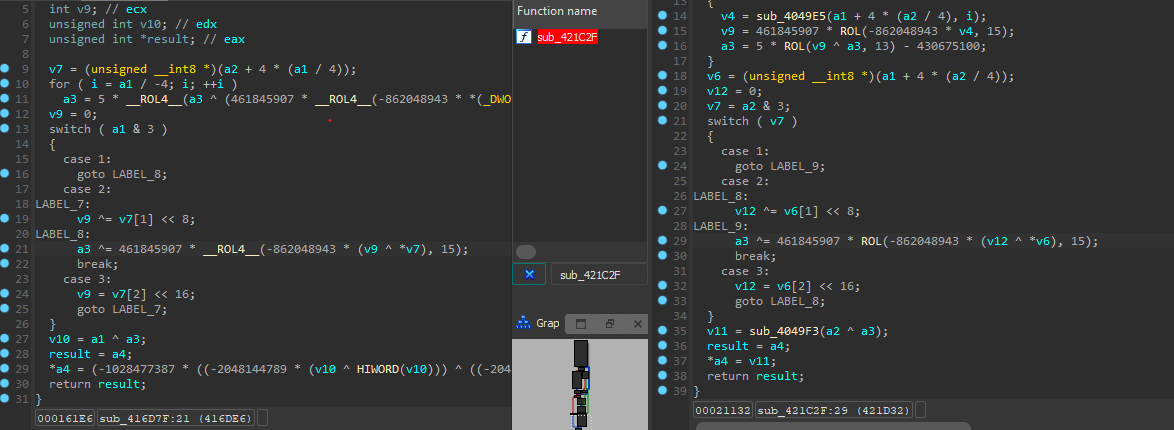 5 int v9; // ecx
6 unsigned int v10; // edx
7 unsigned int *result; // eax
8
9 v7 = (unsigned __int8 *)(a2 + 4 * (a1 / 4));
10 for ( i = a1 / -4; i; ++i )
11 a3 = 5 * __ROL4__(a3 ^ (461845907 * __ROL4__(-862048943 * *(_DWO
12 v9 = 0;
13 switch ( a1 & 3 )
14 {
15 case 1:
16 goto LABEL_8;
17 case 2:
18 LABEL_7:
19 v9 ^= v7[1] << 8;
20 LABEL_8:
21 a3 ^= 461845907 * __ROL4__(-862048943 * (v9 ^ *v7), 15);
22 break;
23 case 3:
24 v9 = v7[2] << 16;
25 goto LABEL_7;
26 }
27 v10 = a1 ^ a3;
28 result = a4;
29 *a4 = (-1028477387 * ((-2048144789 * (v10 ^ HIWORD(v10))) ^ ((-204
30 return result;
31 }
000161E6 sub_416D7F:21 (416DE6)
Function name
f sub_421C2F
sub_421C2F
Grap
{
14 v4 = sub_4049E5(a1 + 4 * (a2 / 4), i);
15 v9 = 461845907 * ROL(-862048943 * v4, 15);
16 a3 = 5 * ROL(v9 ^ a3, 13) - 430675100;
17 }
18 v6 = (unsigned __int8 *)(a1 + 4 * (a2 / 4));
19 v12 = 0;
20 v7 = a2 & 3;
21 switch ( v7 )
22 {
23 case 1:
24 goto LABEL_9;
25 case 2:
26 LABEL_8:
27 v12 ^= v6[1] << 8;
28 LABEL_9:
29 a3 ^= 461845907 * ROL(-862048943 * (v12 ^ *v6), 15);
30 break;
31 case 3:
32 v12 = v6[2] << 16;
33 goto LABEL_8;
34 }
35 v11 = sub_4049F3(a2 ^ a3);
36 result = a4;
37 *a4 = v11;
38 return result;
39 }
00021132 sub_421C2F:29 (421D32)